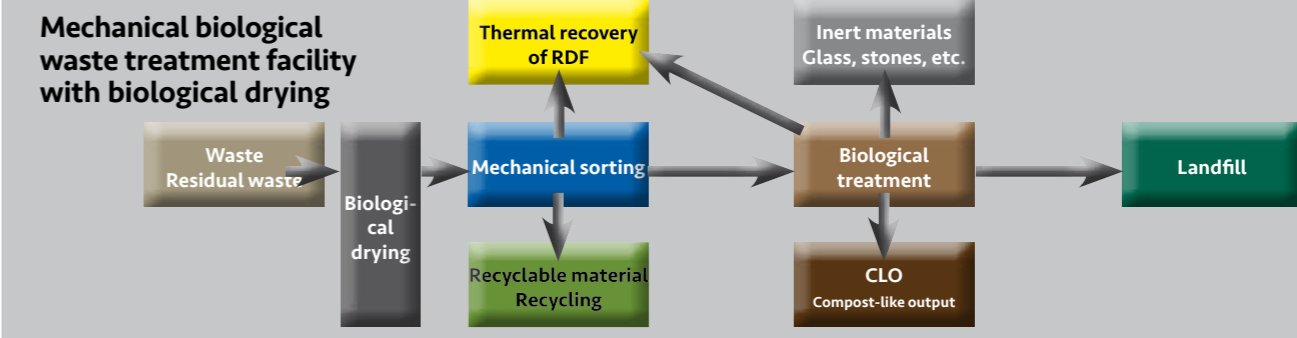 Mechanical biological
waste treatment facility
with biological drying
Thermal recovery
of RDF
Inert materials
Glass, stones, etc.
Waste
Residual waste
Biologi-
cal
drying
Mechanical sorting
Biological
treatment
Landfill
Recyclable material
Recycling
CLO
Compost-like output